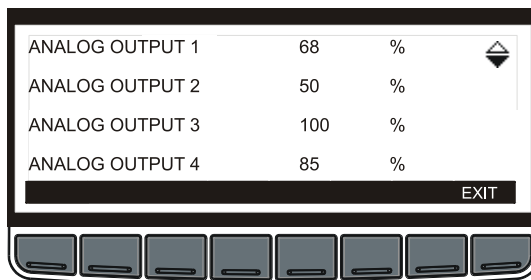 ANALOG OUTPUT 1 68 %
ANALOG OUTPUT 2 50 %
ANALOG OUTPUT 3 100 %
ANALOG OUTPUT 4 85 %
EXIT